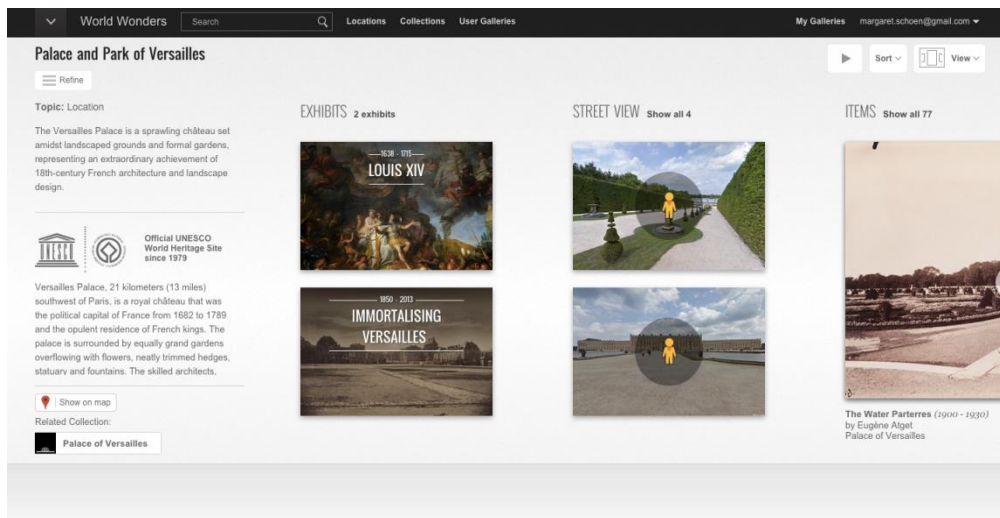 World Wonders
Search
Locations Collections User Galleries
My Galleries margaret.schoen@gmail.com
Palace and Park of Versailles
Sort
View
Refine
Topic: Location
The Versailles Palace is a sprawling château set
amidst landscaped grounds and formal gardens,
representing an extraordinary achievement of
18th-century French architecture and landscape
design.
UNESCO
Official UNESCO
World Heritage Site
since 1979
Versailles Palace, 21 kilometers (13 miles)
southwest of Paris, is a royal château that was
the political capital of France from 1682 to 1789
and the opulent residence of French kings. The
palace is surrounded by equally grand gardens
overflowing with flowers, neatly trimmed hedges,
statuary and fountains. The skilled architects,
Show on map
Related Collection:
Palace of Versailles
EXHIBITS 2 exhibits
1638 - 1715
LOUIS XIV
1850 - 2013
IMMORTALISING
VERSAILLES
STREET VIEW Show all 4
ITEMS Show all 77
The Water Parterres (1900 - 1930)
by Eugène Atget
Palace of Versailles